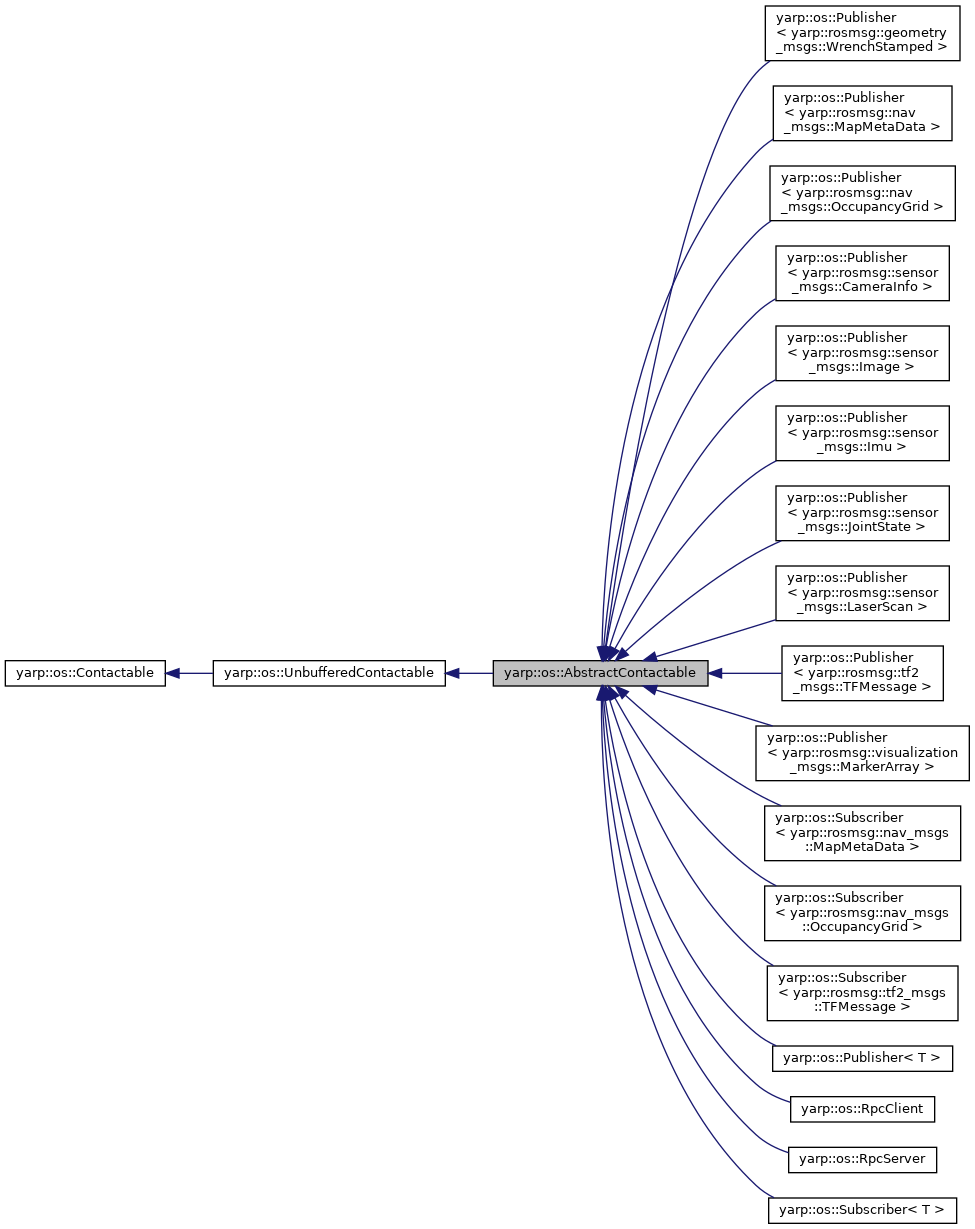 yarp::os::Publisher
< yarp::rosmsg::geometry
_msgs::WrenchStamped >
yarp::os::Publisher
< yarp::rosmsg::nav
_msgs::MapMetaData >
yarp::os::Publisher
< yarp::rosmsg::nav
_msgs::OccupancyGrid >
yarp::os::Publisher
< yarp::rosmsg::sensor
_msgs::CameraInfo >
yarp::os::Publisher
< yarp::rosmsg::sensor
_msgs::Image >
yarp::os::Publisher
< yarp::rosmsg::sensor
_msgs::Imu >
yarp::os::Publisher
< yarp::rosmsg::sensor
_msgs::JointState >
yarp::os::Publisher
< yarp::rosmsg::sensor
_msgs::LaserScan >
yarp::os::Contactable
yarp::os::UnbufferedContactable
yarp::os::AbstractContactable
yarp::os::Publisher
< yarp::rosmsg::tf2
_msgs::TFMessage >
yarp::os::Publisher
< yarp::rosmsg::visualization
_msgs::MarkerArray >
yarp::os::Subscriber
< yarp::rosmsg::nav_msgs
::MapMetaData >
yarp::os::Subscriber
< yarp::rosmsg::nav_msgs
::OccupancyGrid >
yarp::os::Subscriber
< yarp::rosmsg::tf2_msgs
::TFMessage >
yarp::os::Publisher< T >
yarp::os::RpcClient
yarp::os::RpcServer
yarp::os::Subscriber< T >